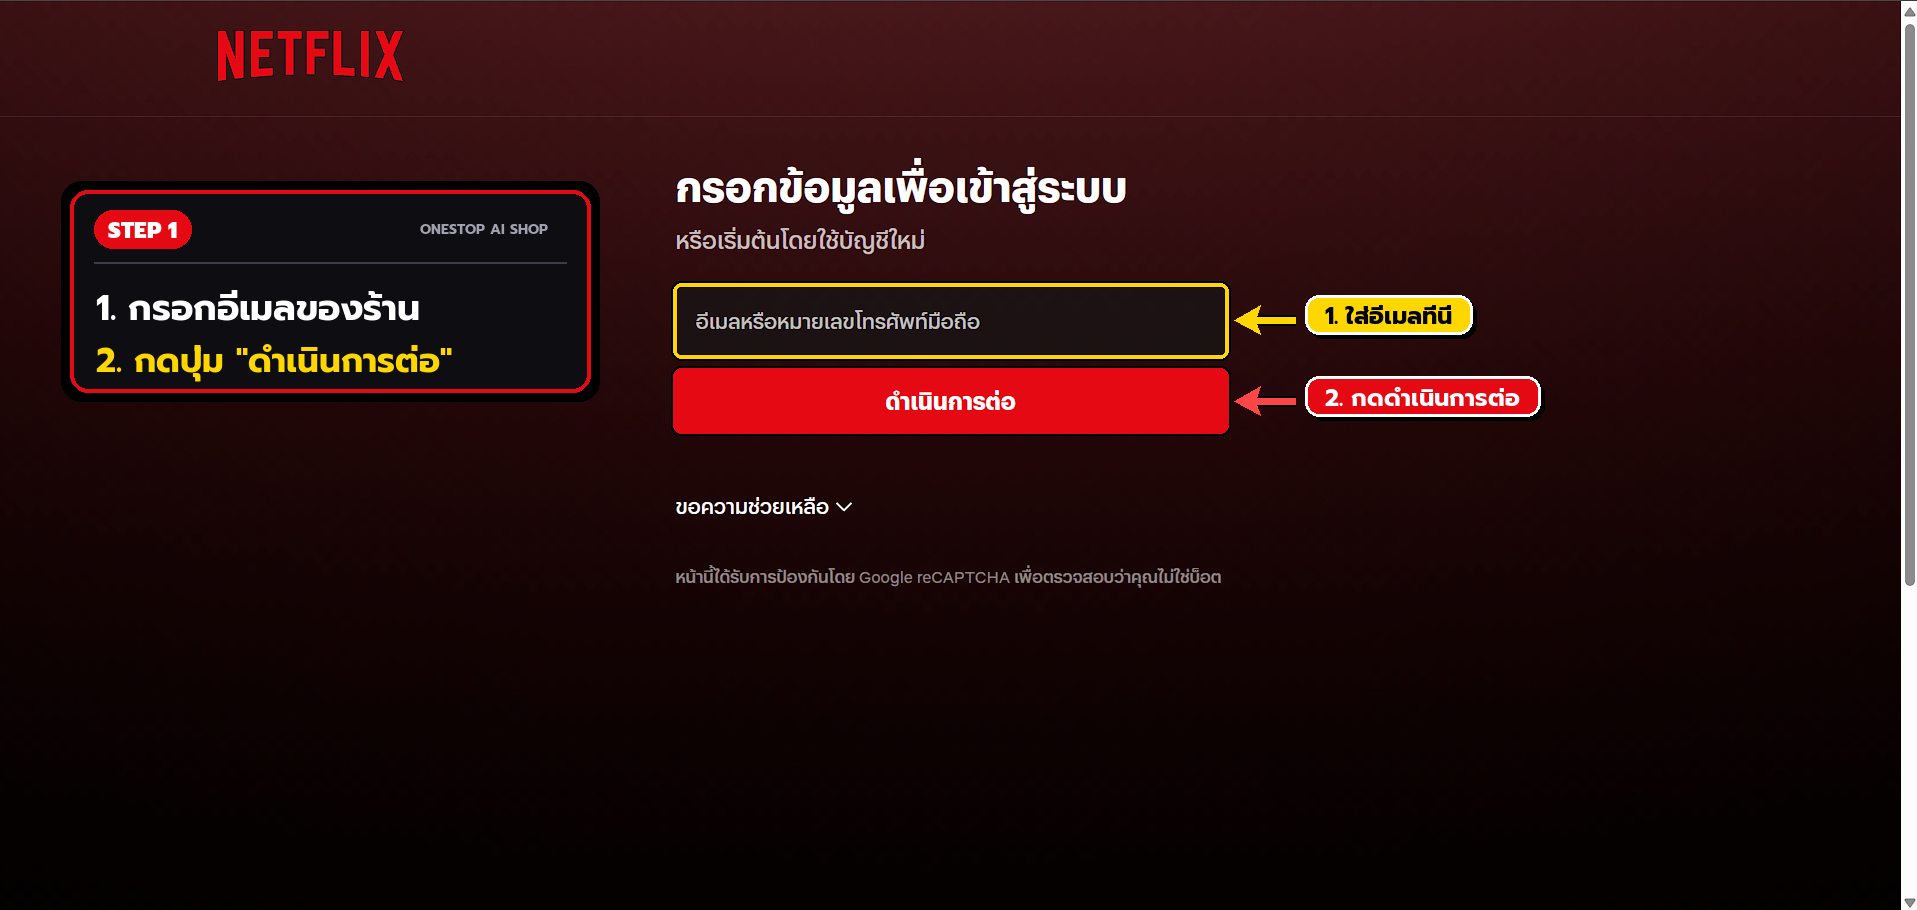 NETFLIX
STEP 1
ONESTOP AI SHOP
1. กรอกอีเมลของร้าน
2. กดปุ่ม "ดำเนินการต่อ"
กรอกข้อมูลเพื่อเข้าสู่ระบบ
หรือเริ่มต้นโดยใช้บัญชีใหม่
อีเมลหรือหมายเลขโทรศัพท์มือถือ
1. ใส่อีเมลที่นี่
ดำเนินการต่อ
2. กดดำเนินการต่อ
ขอความช่วยเหลือ
หน้านี้ได้รับการป้องกันโดย Google reCAPTCHA เพื่อตรวจสอบว่าคุณไม่ใช่บ็อต